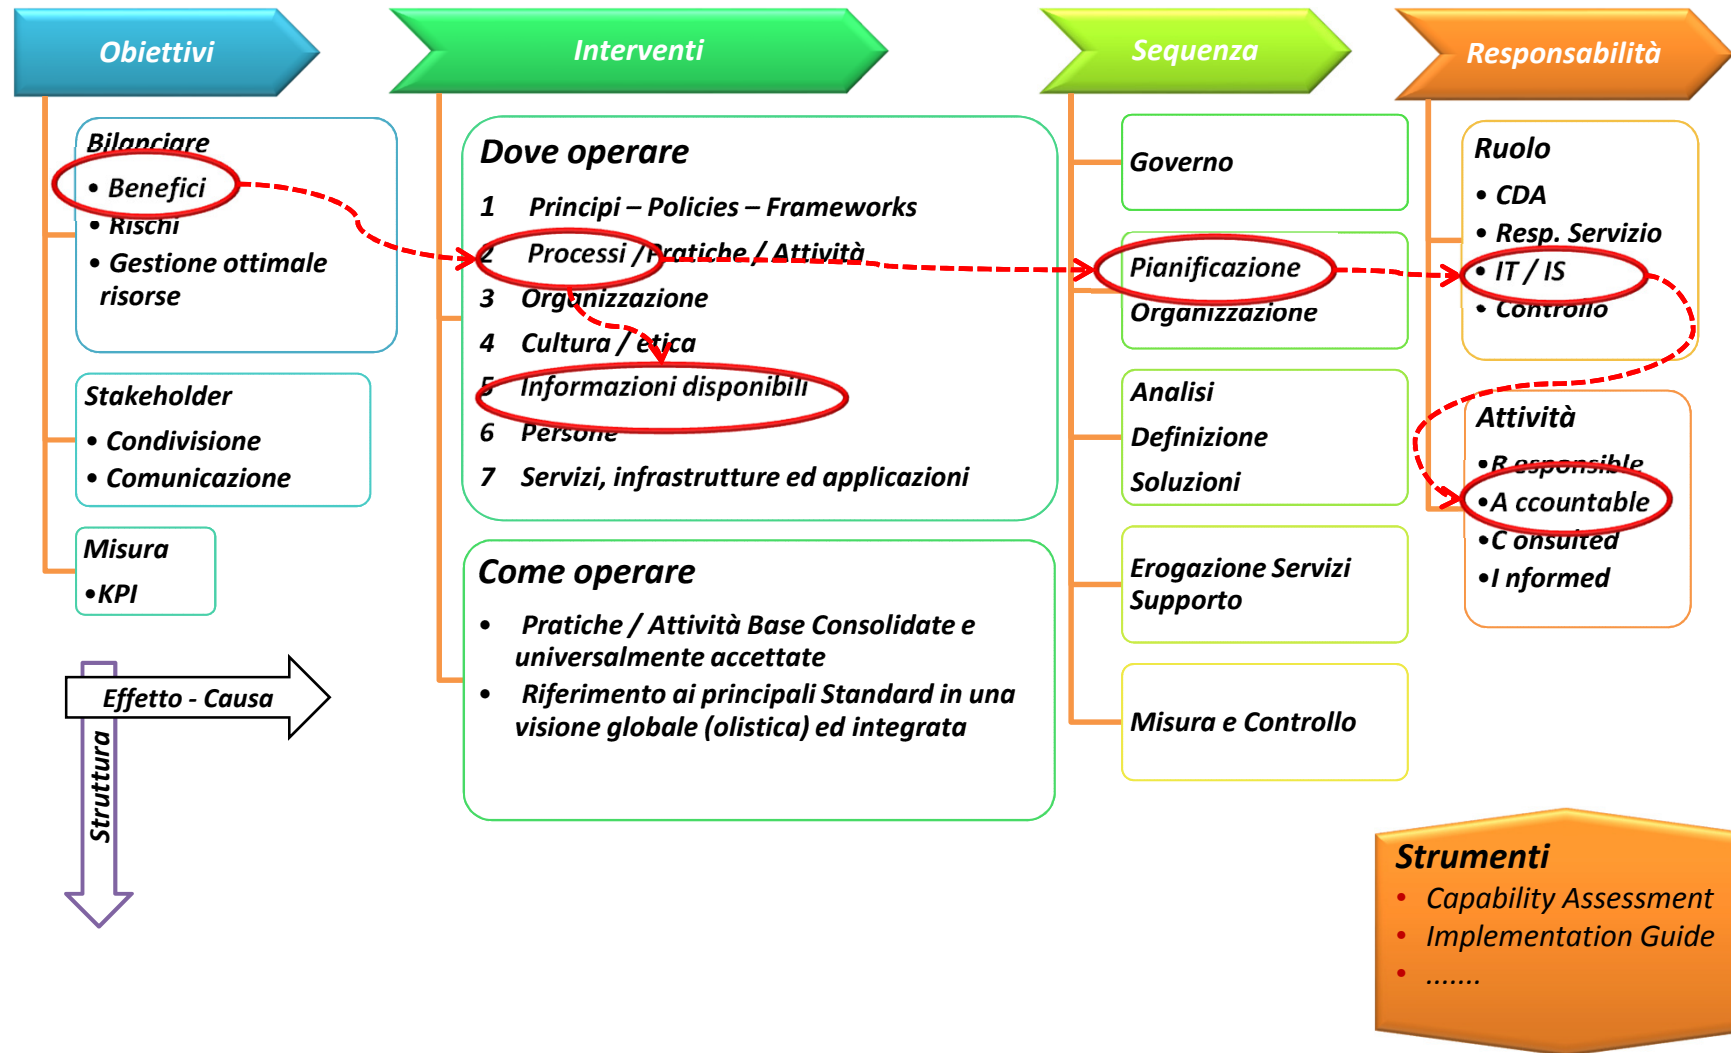 Obiettivi
Interventi
Sequenza
Responsabilità
Bilanciare
• Benefici
• Rischi
• Gestione ottimale
risorse
Stakeholder
• Condivisione
• Comunicazione
Misura
•KPI
Effetto - Causa
Struttura
Dove operare
1 Principi – Policies – Frameworks
2 Processi /Pratiche / Attività
3 Organizzazione
4 Cultura / etica
5 Informazioni disponibili
6 Persone
7 Servizi, infrastrutture ed applicazioni
Come operare
• Pratiche / Attività Base Consolidate e
universalmente accettate
• Riferimento ai principali Standard in una
visione globale (olistica) ed integrata
Governo
Pianificazione
Organizzazione
Analisi
Definizione
Soluzioni
Erogazione Servizi
Supporto
Misura e Controllo
Ruolo
• CDA
• Resp. Servizio
• IT / IS
• Controllo
Attività
•R esponsible
•A ccountable
•C onsulted
•I nformed
Strumenti
• Capability Assessment
• Implementation Guide
• .......